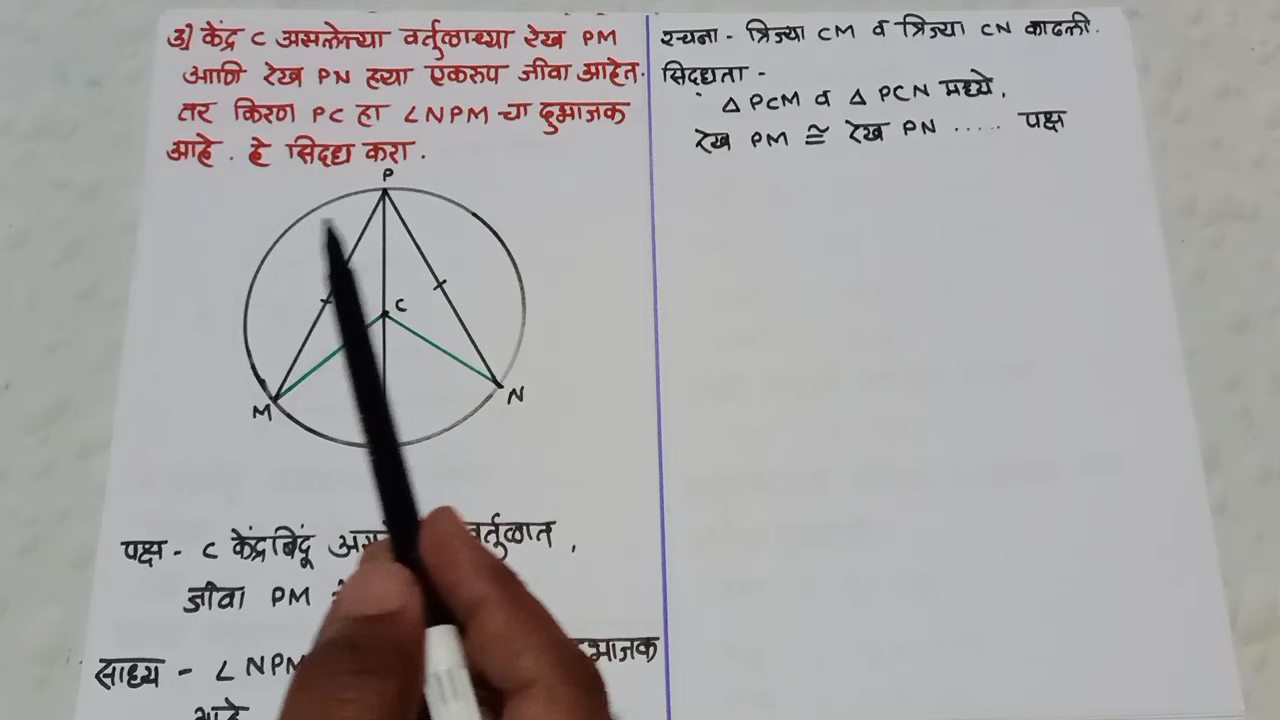 3) केंद्र C असलेल्या वर्तुळाच्या रेख PM
आणि रेख PN ह्या एकरूप जीवा आहेत.
तर किरण PC हा ∠NPM चा दुभाजक
आहे. हे सिद्ध करा.
P
C
M
N
पक्ष - C केंद्रबिंदू वर्तुळात,
जीवा PM
साध्य - ∠NPM
आहे
रचना - त्रिज्या CM व त्रिज्या CN काढली.
सिद्धता -
△ PCM व △ PCN मध्ये,
रेख PM ≅ रेख PN ..... पक्ष